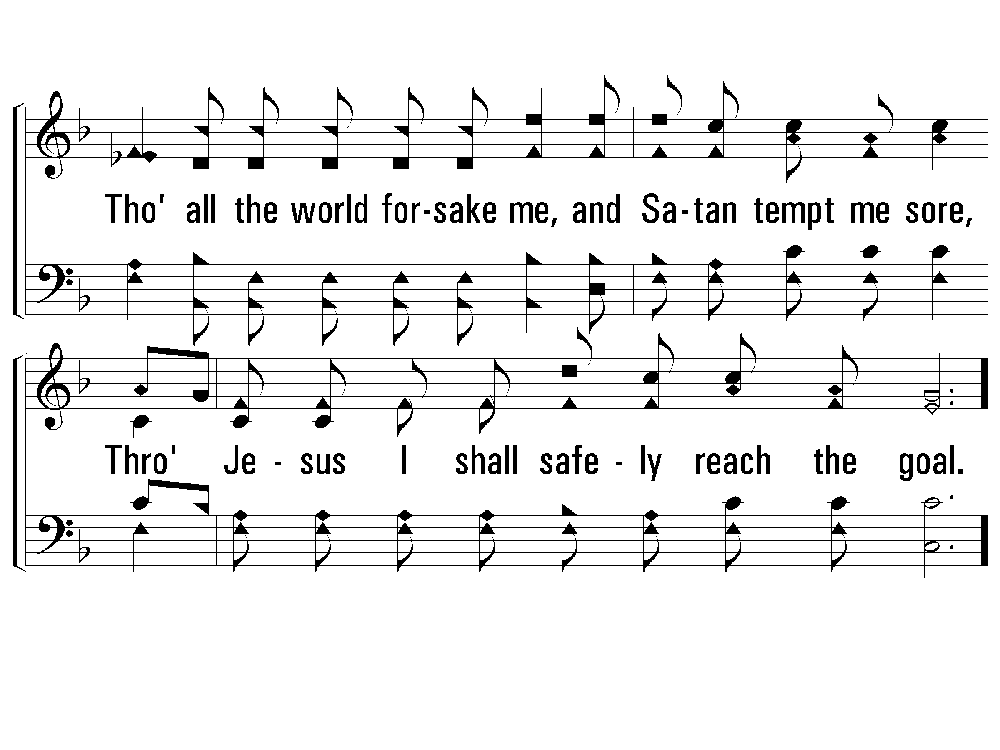 Tho' all the world for-sake me, and Sa-tan tempt me sore,
Thro' Je - sus I shall safe - ly reach the goal.